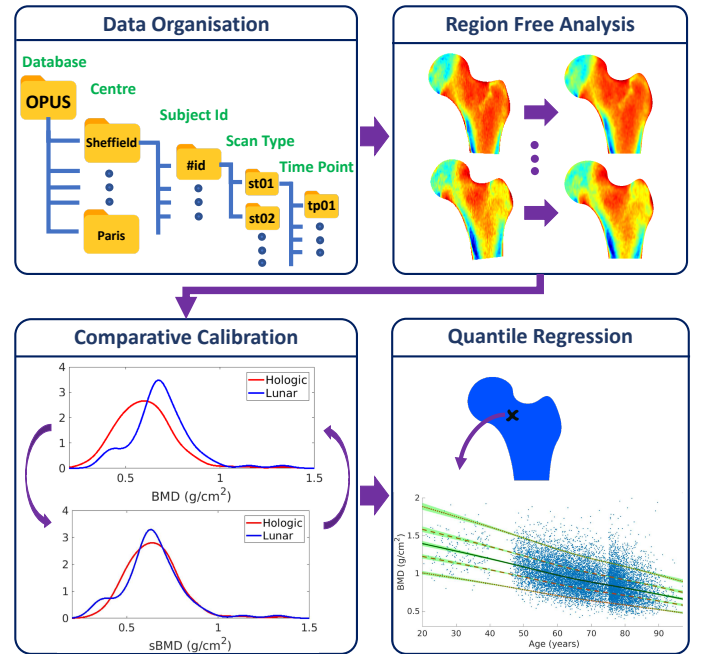 Data Organisation
Database
OPUS
Centre
Sheffield
Paris
Subject Id
#id
Scan Type
st01
st02
Time Point
tp01
Region Free Analysis
Comparative Calibration
4
3
2
1
0
Hologic
Lunar
0.5
1
1.5
BMD (g/cm²)
4
3
2
1
0
Hologic
Lunar
0.5
1
1.5
sBMD (g/cm²)
Quantile Regression
2
1.5
1
0.5
BMD (g/cm²)
20
30
40
50
60
70
80
90
Age (years)